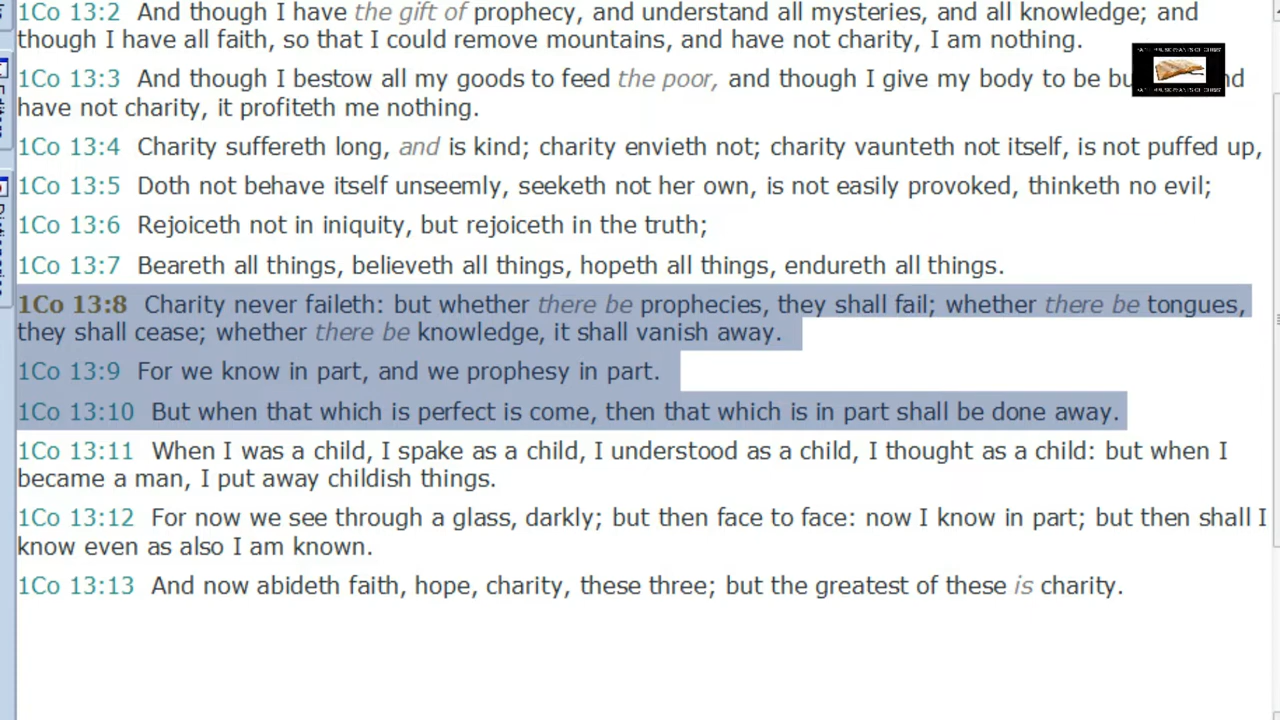 1Co 13:2 And though I have the gift of prophecy, and understand all mysteries, and all knowledge; and
though I have all faith, so that I could remove mountains, and have not charity, I am nothing.
1Co 13:3 And though I bestow all my goods to feed the poor, and though I give my body to be
have not charity, it profiteth me nothing.
1Co 13:4 Charity suffereth long, and is kind; charity envieth not; charity vaunteth not itself, is not puffed up,
1Co 13:5 Doth not behave itself unseemly, seeketh not her own, is not easily provoked, thinketh no evil;
1Co 13:6 Rejoiceth not in iniquity, but rejoiceth in the truth;
1Co 13:7 Beareth all things, believeth all things, hopeth all things, endureth all things.
1Co 13:8 Charity never faileth: but whether there be prophecies, they shall fail; whether there be tongues,
they shall cease; whether there be knowledge, it shall vanish away.
1Co 13:9 For we know in part, and we prophesy in part.
1Co 13:10 But when that which is perfect is come, then that which is in part shall be done away.
1Co 13:11 When I was a child, I spake as a child, I understood as a child, I thought as a child: but when I
became a man, I put away childish things.
1Co 13:12 For now we see through a glass, darkly; but then face to face: now I know in part; but then shall I
know even as also I am known.
1Co 13:13 And now abideth faith, hope, charity, these three; but the greatest of these is charity.